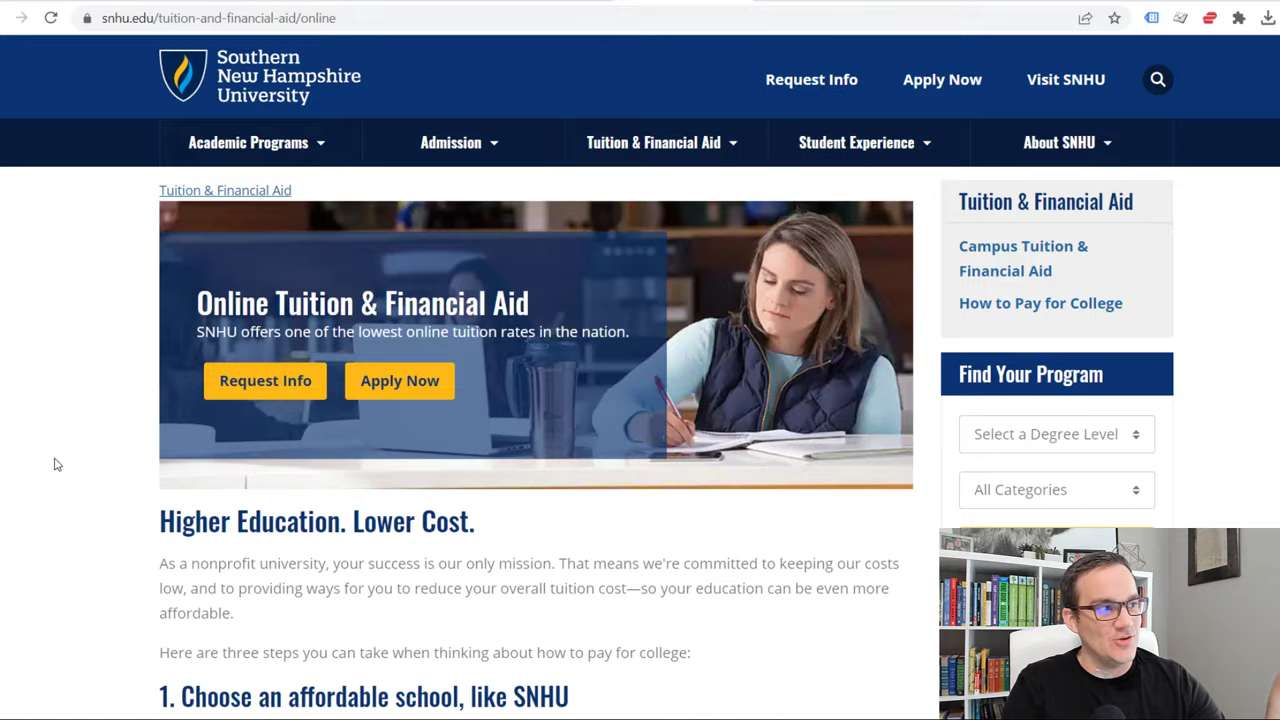 snhu.edu/tuition-and-financial-aid/online
Southern
New Hampshire
University
Request Info
Apply Now
Visit SNHU
Academic Programs
Admission
Tuition & Financial Aid
Student Experience
About SNHU
Tuition & Financial Aid
Online Tuition & Financial Aid
SNHU offers one of the lowest online tuition rates in the nation.
Request Info
Apply Now
Higher Education. Lower Cost.
As a nonprofit university, your success is our only mission. That means we're committed to keeping our costs
low, and to providing ways for you to reduce your overall tuition cost—so your education can be even more
affordable.
Here are three steps you can take when thinking about how to pay for college:
1. Choose an affordable school, like SNHU
Tuition & Financial Aid
Campus Tuition &
Financial Aid
How to Pay for College
Find Your Program
Select a Degree Level
All Categories